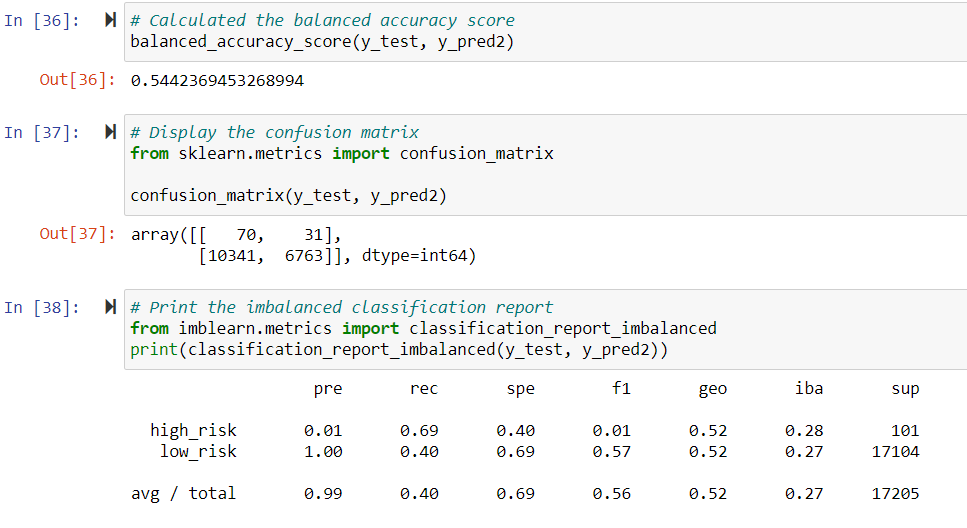 In [36]: # Calculated the balanced accuracy score
balanced_accuracy_score(y_test, y_pred2)
Out[36]: 0.5442369453268994
In [37]: # Display the confusion matrix
from sklearn.metrics import confusion_matrix
confusion_matrix(y_test, y_pred2)
Out[37]: array([[   70,    31],
       [10341,  6763]], dtype=int64)
In [38]: # Print the imbalanced classification report
from imblearn.metrics import classification_report_imbalanced
print(classification_report_imbalanced(y_test, y_pred2))
pre rec spe f1 geo iba sup
high_risk 0.01 0.69 0.40 0.01 0.52 0.28 101
low_risk 1.00 0.40 0.69 0.57 0.52 0.27 17104
avg / total 0.99 0.40 0.69 0.56 0.52 0.27 17205